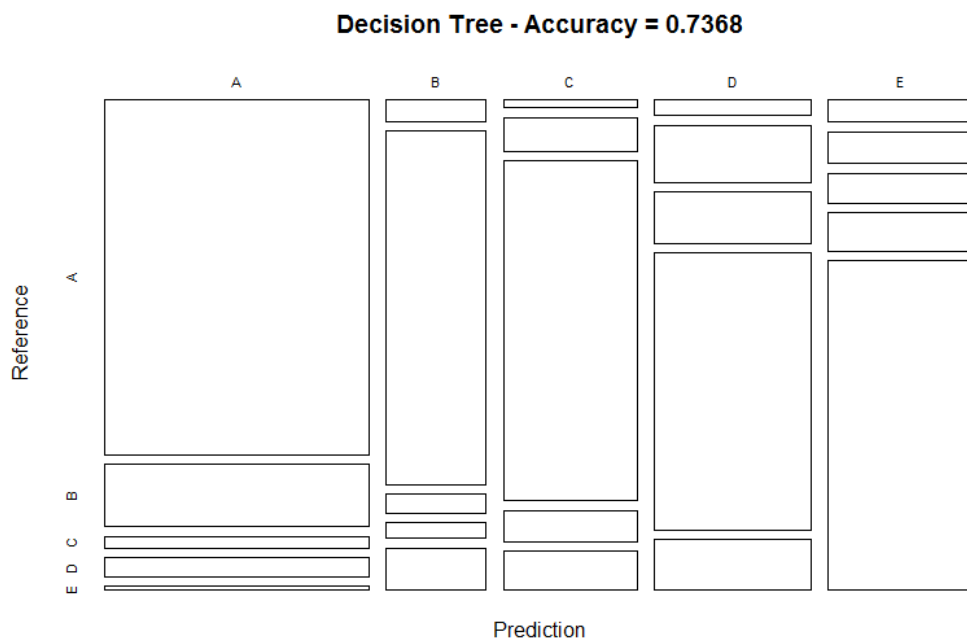 Decision Tree - Accuracy = 0.7368
A B C D E
Reference
A
B
C
D
E
Prediction